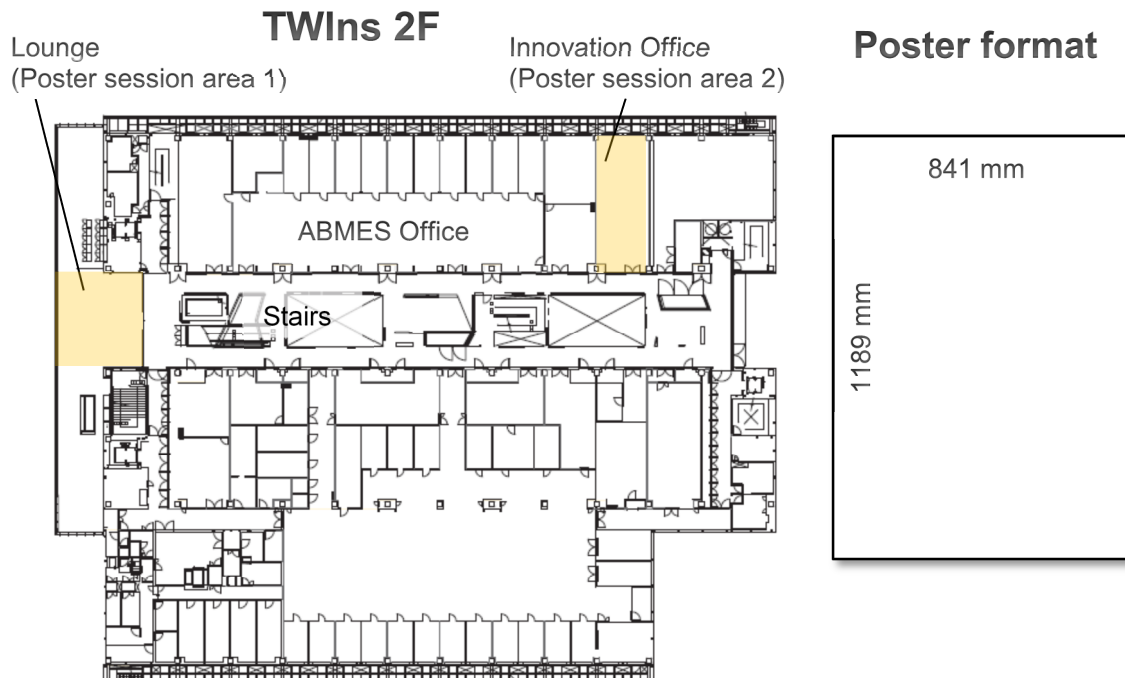 TWIns 2F
Lounge
(Poster session area 1)
Innovation Office
(Poster session area 2)
Poster format
841 mm
1189 mm
ABMES Office
Stairs